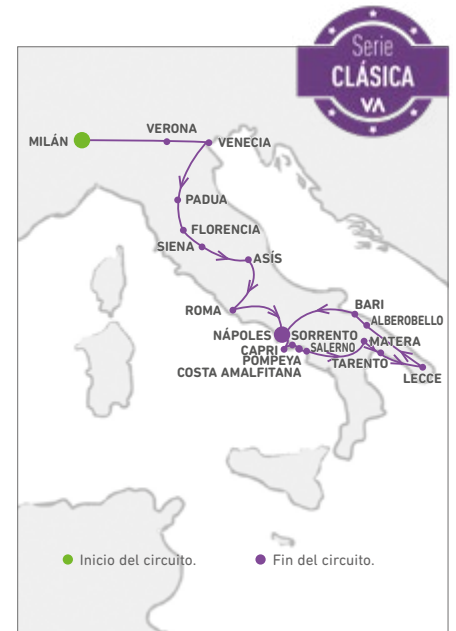 Serie
CLÁSICA
VA
MILÁN
VERONA
VENECIA
PADUA
FLORENCIA
SIENA
ASÍS
ROMA
BARI
ALBEROBELLO
NÁPOLES
SORRENTO
MATERA
CAPRI
SALERNO
POMPEYA
TARENTO
COSTA AMALFITANA
LECCE
Inicio del circuito.
Fin del circuito.